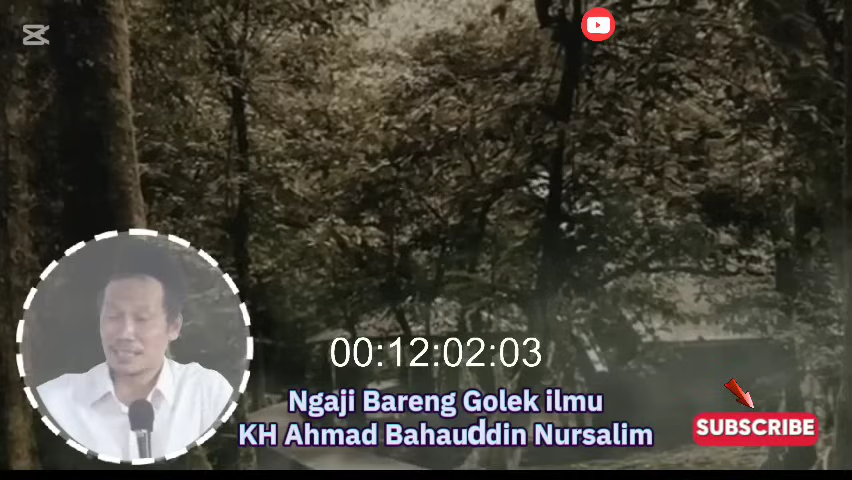 00:12:02:03
Ngaji Bareng Golek ilmu
KH Ahmad Bahauddin Nursalim
SUBSCRIBE